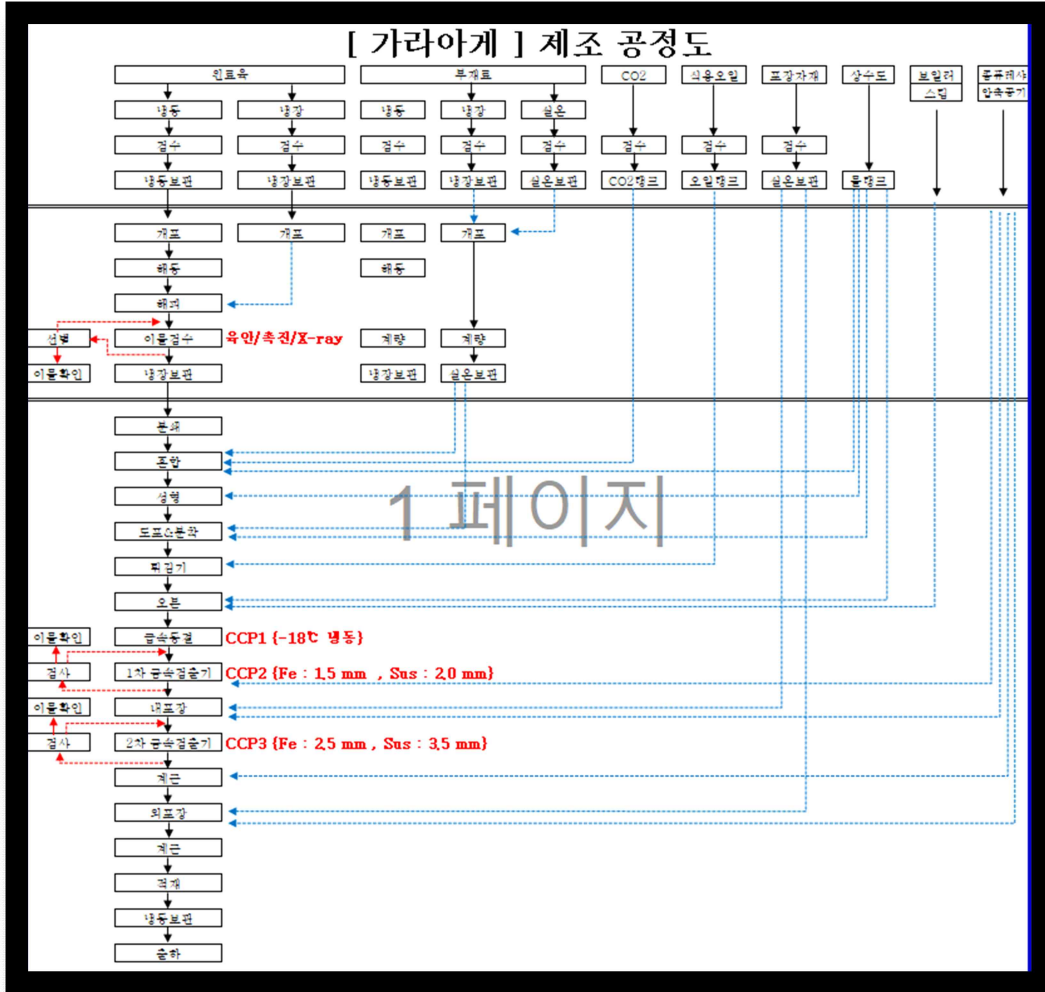 [ 가라아게 ] 제조 공정도
원료육 부재료 CO2 식용오일 포장자재 상수도 보일러 콤퓨레샤
스팀 압축공기
냉동 냉장 냉동 냉장 실온
검수 검수 검수 검수 검수 검수 검수 검수
냉동보관 냉장보관 냉동보관 냉장보관 실온보관 CO2탱크 오일탱크 실온보관 물탱크
개포 개포 개포 개포
해동 해동
해괴
선별 이물검수 육안/촉진/X-ray 계량 계량
이물확인 냉장보관 냉장보관 실온보관
분쇄
혼합
성형
1 페이지
도포&분착
튀김기
오븐
이물확인 급속동결 CCP1 {-18℃ 냉동}
검사 1차 금속검출기 CCP2 {Fe : 1.5 mm , Sus : 2.0 mm}
이물확인 내포장
검사 2차 금속검출기 CCP3 {Fe : 2.5 mm , Sus : 3.5 mm}
계근
외포장
계근
적재
냉동보관
출하